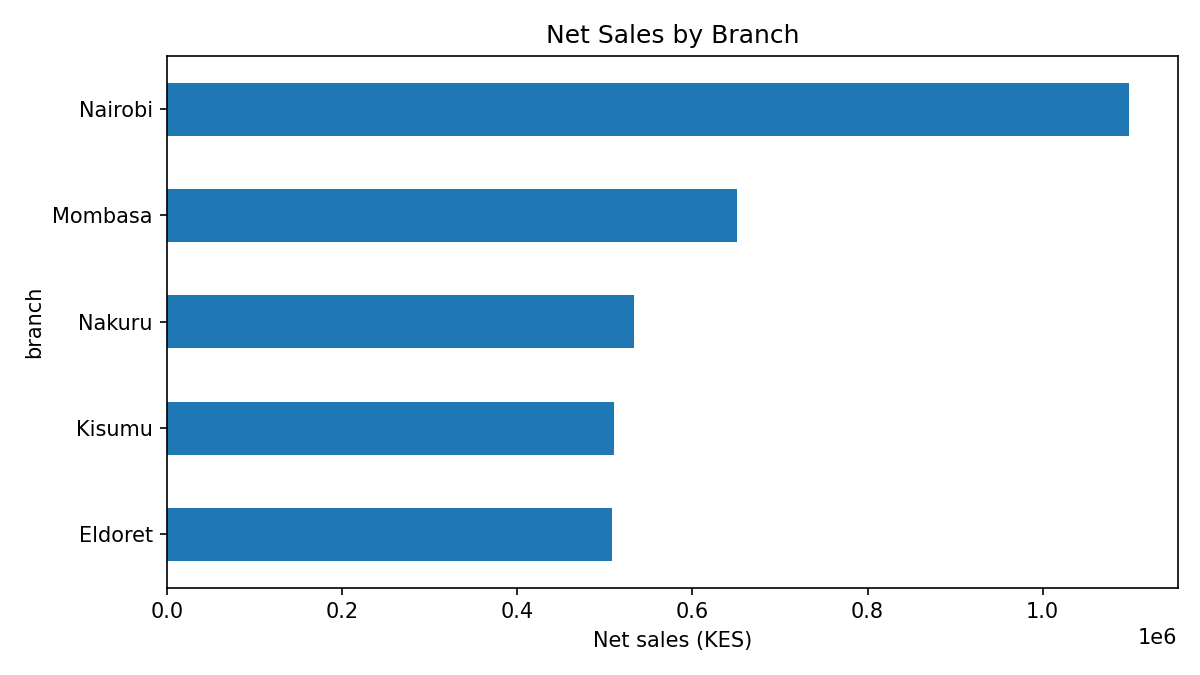 Net Sales by Branch
Nairobi
Mombasa
Nakuru
Kisumu
Eldoret
branch
0.0 0.2 0.4 0.6 0.8 1.0
1e6
Net sales (KES)